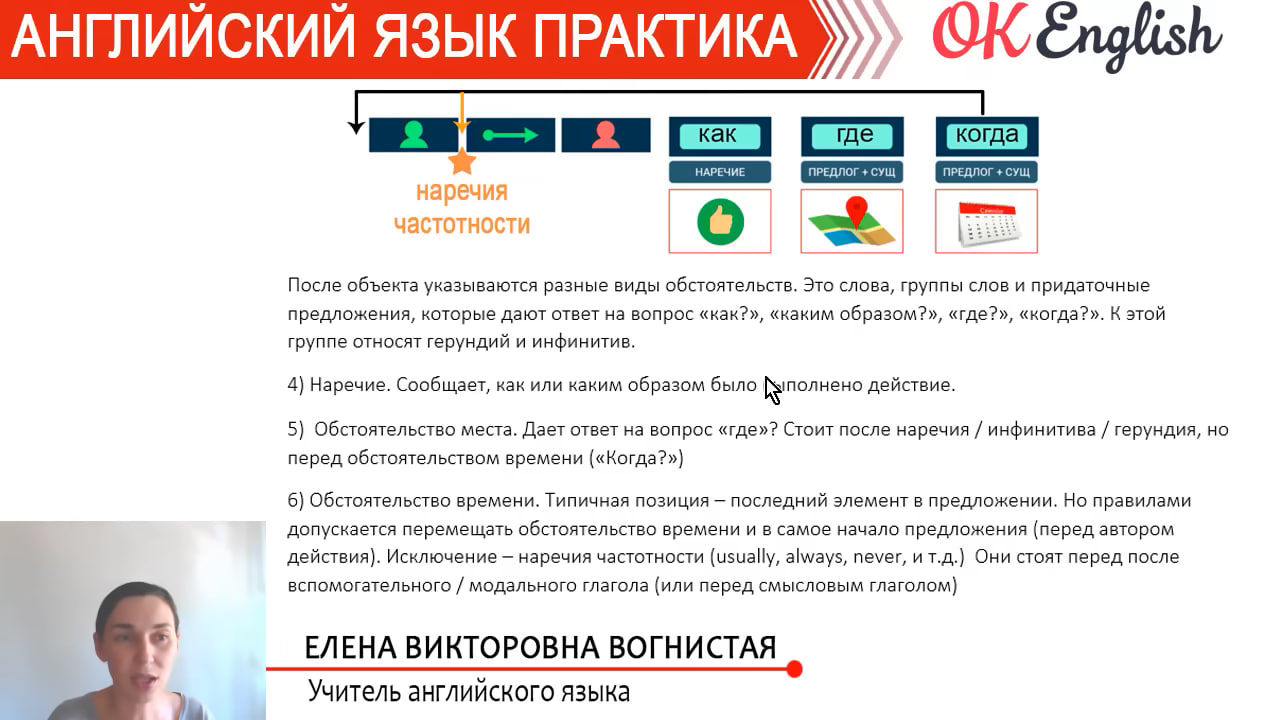 АНГЛИЙСКИЙ ЯЗЫК ПРАКТИКА
OK English
как
где
когда
НАРЕЧИЕ
ПРЕДЛОГ + СУЩ
ПРЕДЛОГ + СУЩ
наречия
частотности
Calendar
После объекта указываются разные виды обстоятельств. Это слова, группы слов и придаточные
предложения, которые дают ответ на вопрос «как?», «каким образом?», «где?», «когда?». К этой
группе относят герундий и инфинитив.
4) Наречие. Сообщает, как или каким образом было выполнено действие.
5) Обстоятельство места. Дает ответ на вопрос «где»? Стоит после наречия / инфинитива / герундия, но
перед обстоятельством времени («Когда?»)
6) Обстоятельство времени. Типичная позиция – последний элемент в предложении. Но правилами
допускается перемещать обстоятельство времени и в самое начало предложения (перед автором
действия). Исключение – наречия частотности (usually, always, never, и т.д.) Они стоят перед после
вспомогательного / модального глагола (или перед смысловым глаголом)
ЕЛЕНА ВИКТОРОВНА ВОГНИСТАЯ
Учитель английского языка